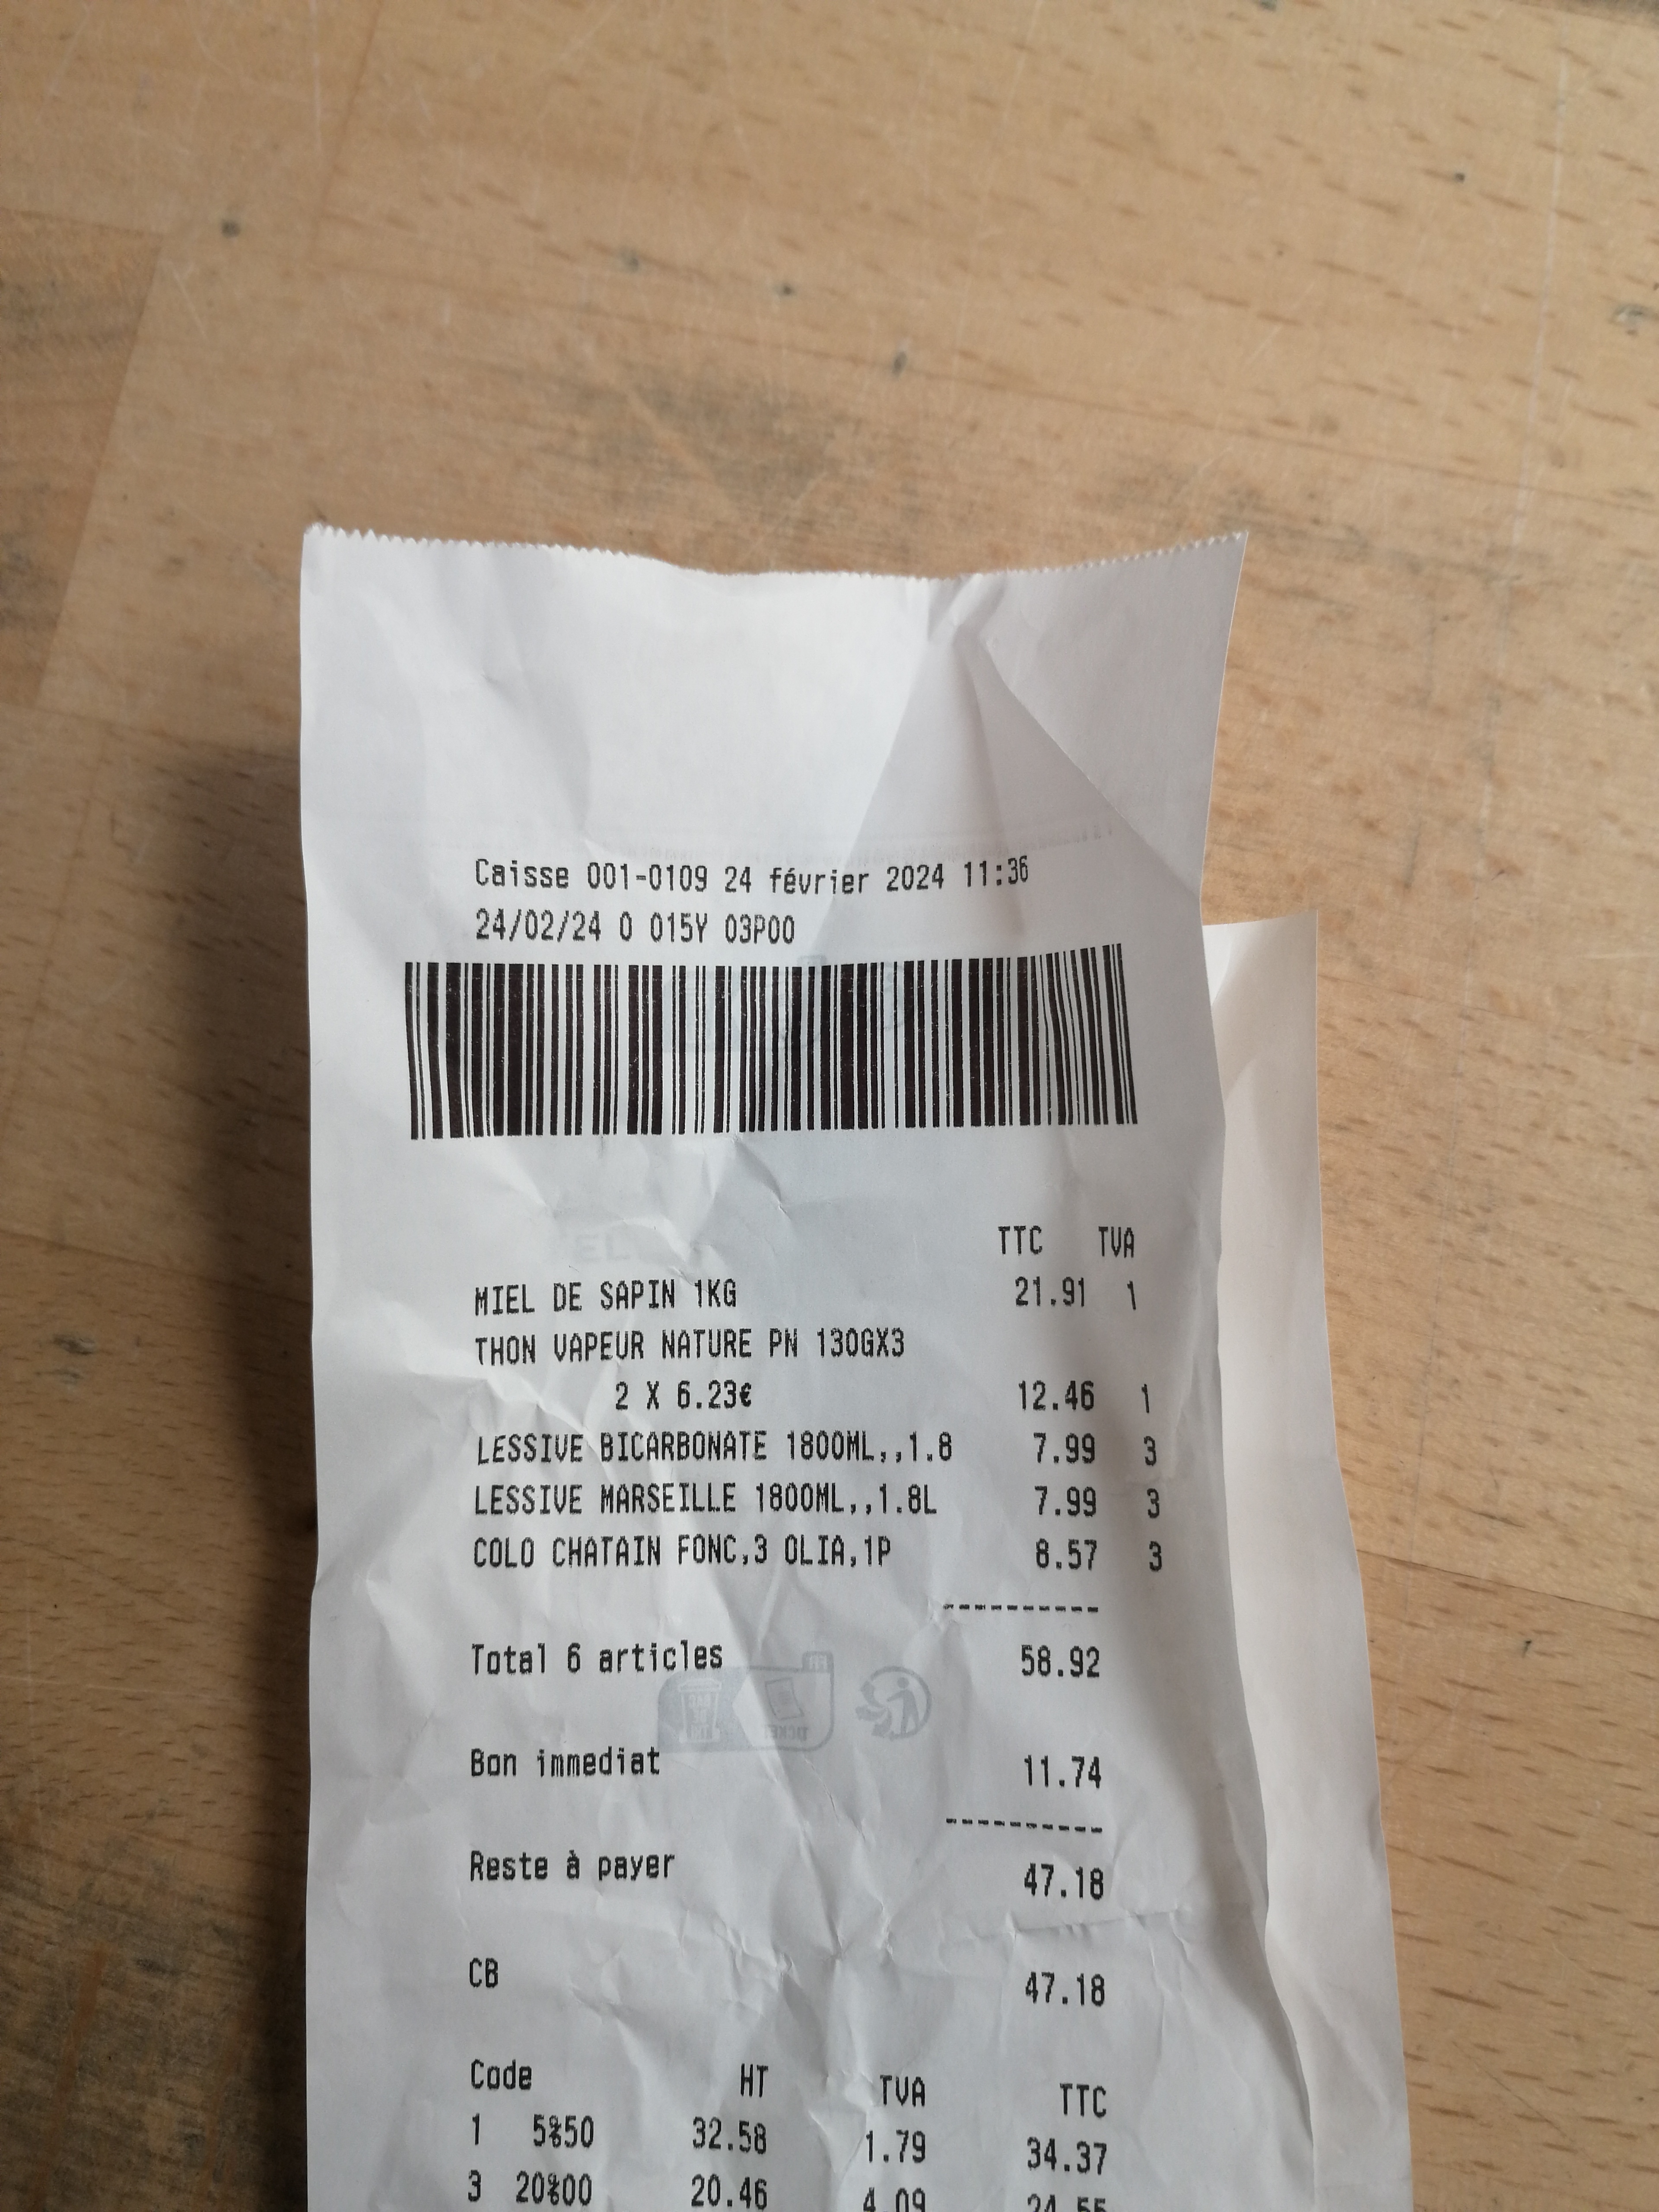 Caisse 001-0109 24 février 2024 11:36
24/02/24 0 015Y 03P00
TTC TVA
MIEL DE SAPIN 1KG 21.91 1
THON VAPEUR NATURE PN 130GX3
2 X 6.23€ 12.46 1
LESSIVE BICARBONATE 1800ML,,1.8 7.99 3
LESSIVE MARSEILLE 1800ML,,1.8L 7.99 3
COLO CHATAIN FONC,3 OLIA,1P 8.57 3
----------
Total 6 articles 58.92
Bon immediat 11.74
----------
Reste à payer 47.18
CB 47.18
Code HT TVA TTC
1 5%50 32.58 1.79 34.37
3 20%00 20.46 4.09 24.55